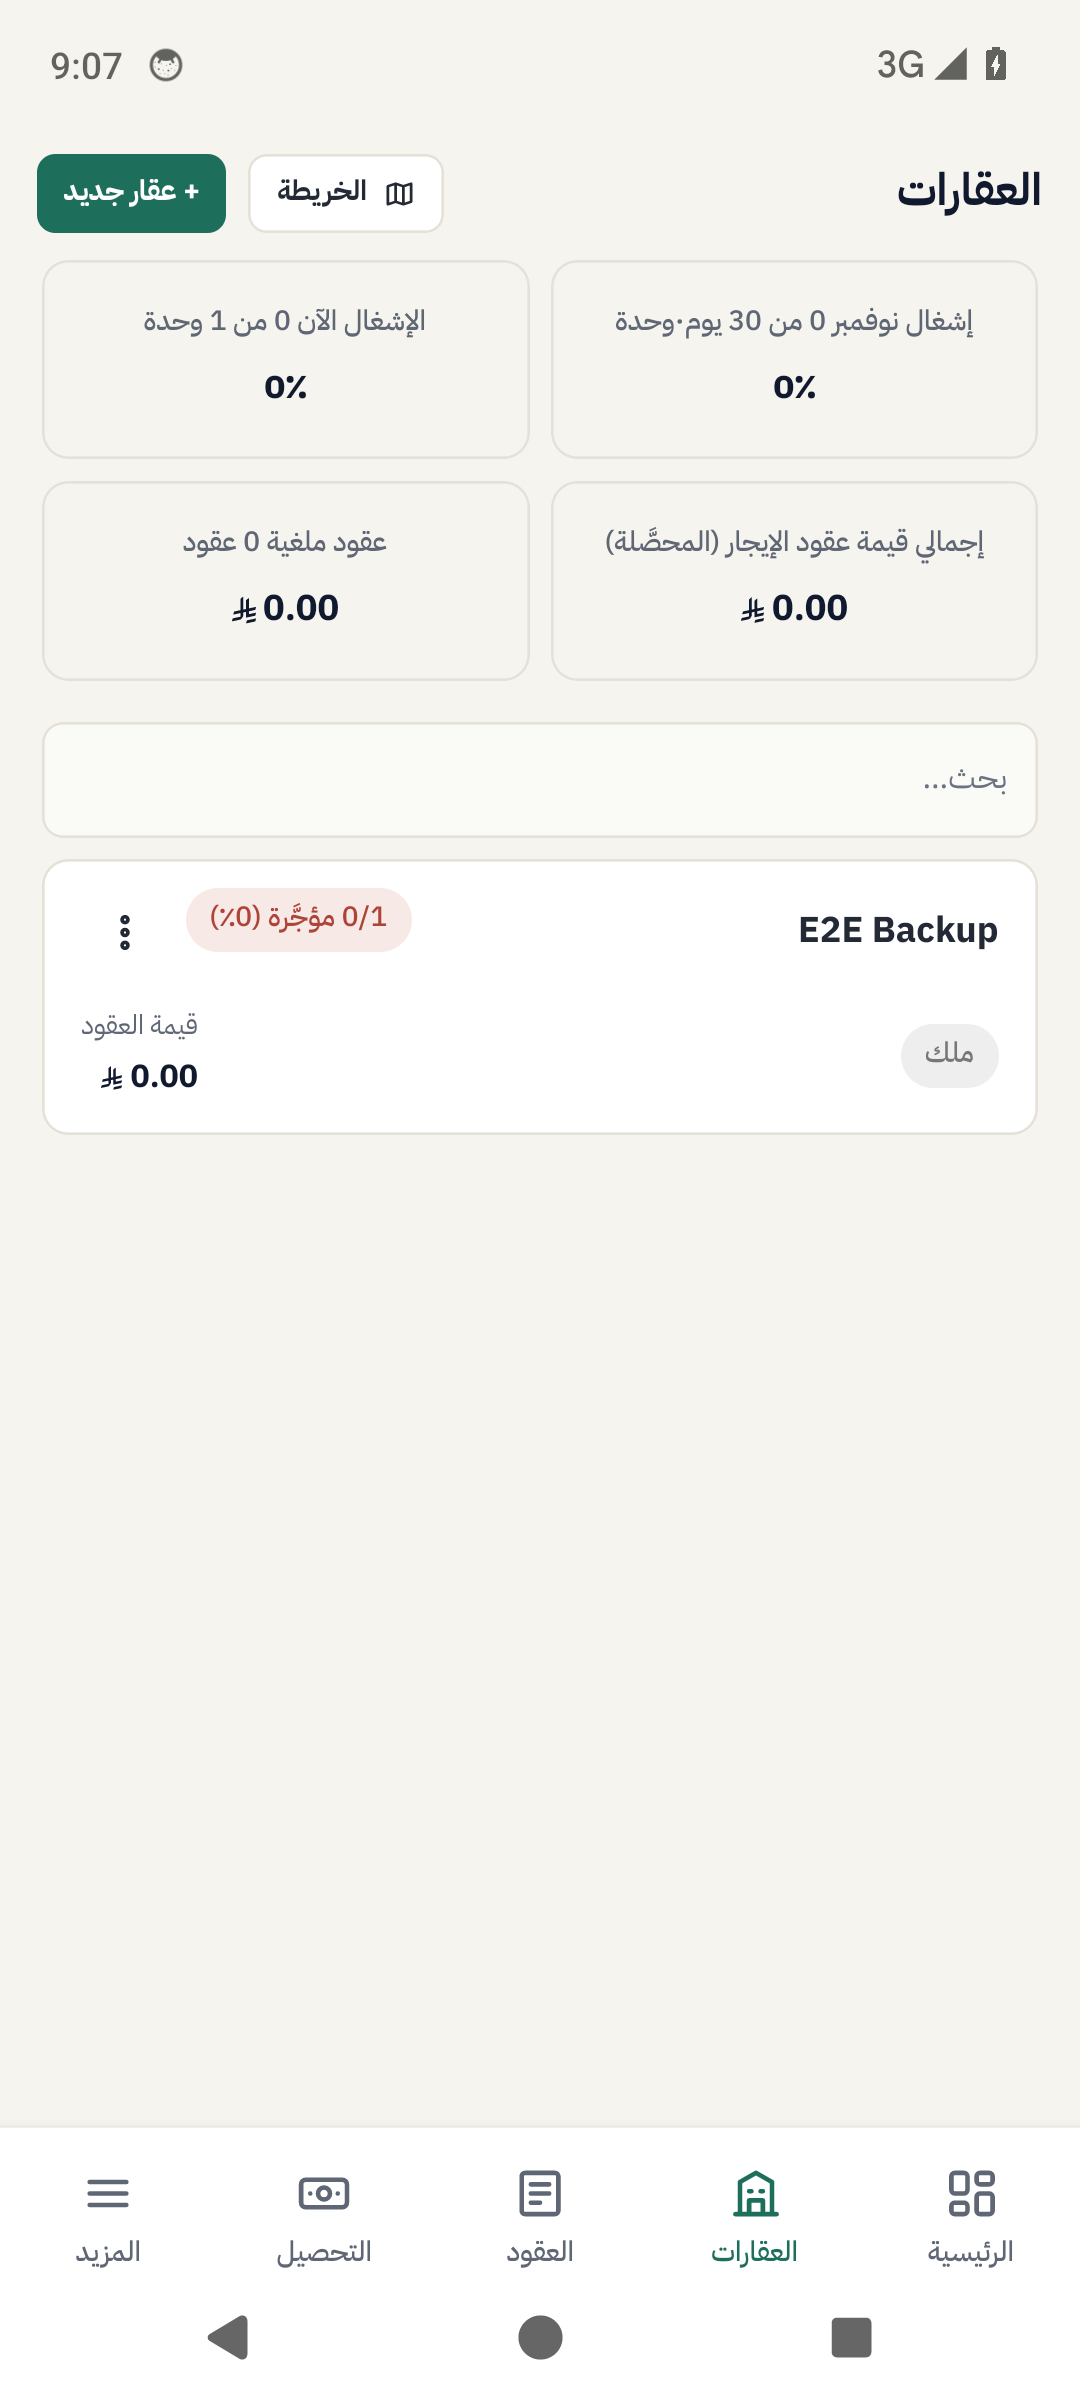 9:07
3G
العقارات
الخريطة
+ عقار جديد
إشغال نوفمبر 0 من 30 يوم·وحدة
0٪
الإشغال الآن 0 من 1 وحدة
0٪
إجمالي قيمة عقود الإيجار (المحصَّلة)
0.00
عقود ملغية 0 عقود
0.00
بحث...
E2E Backup
0/1 مؤجَّرة (0٪)
ملك
قيمة العقود
0.00
الرئيسية
العقارات
العقود
التحصيل
المزيد